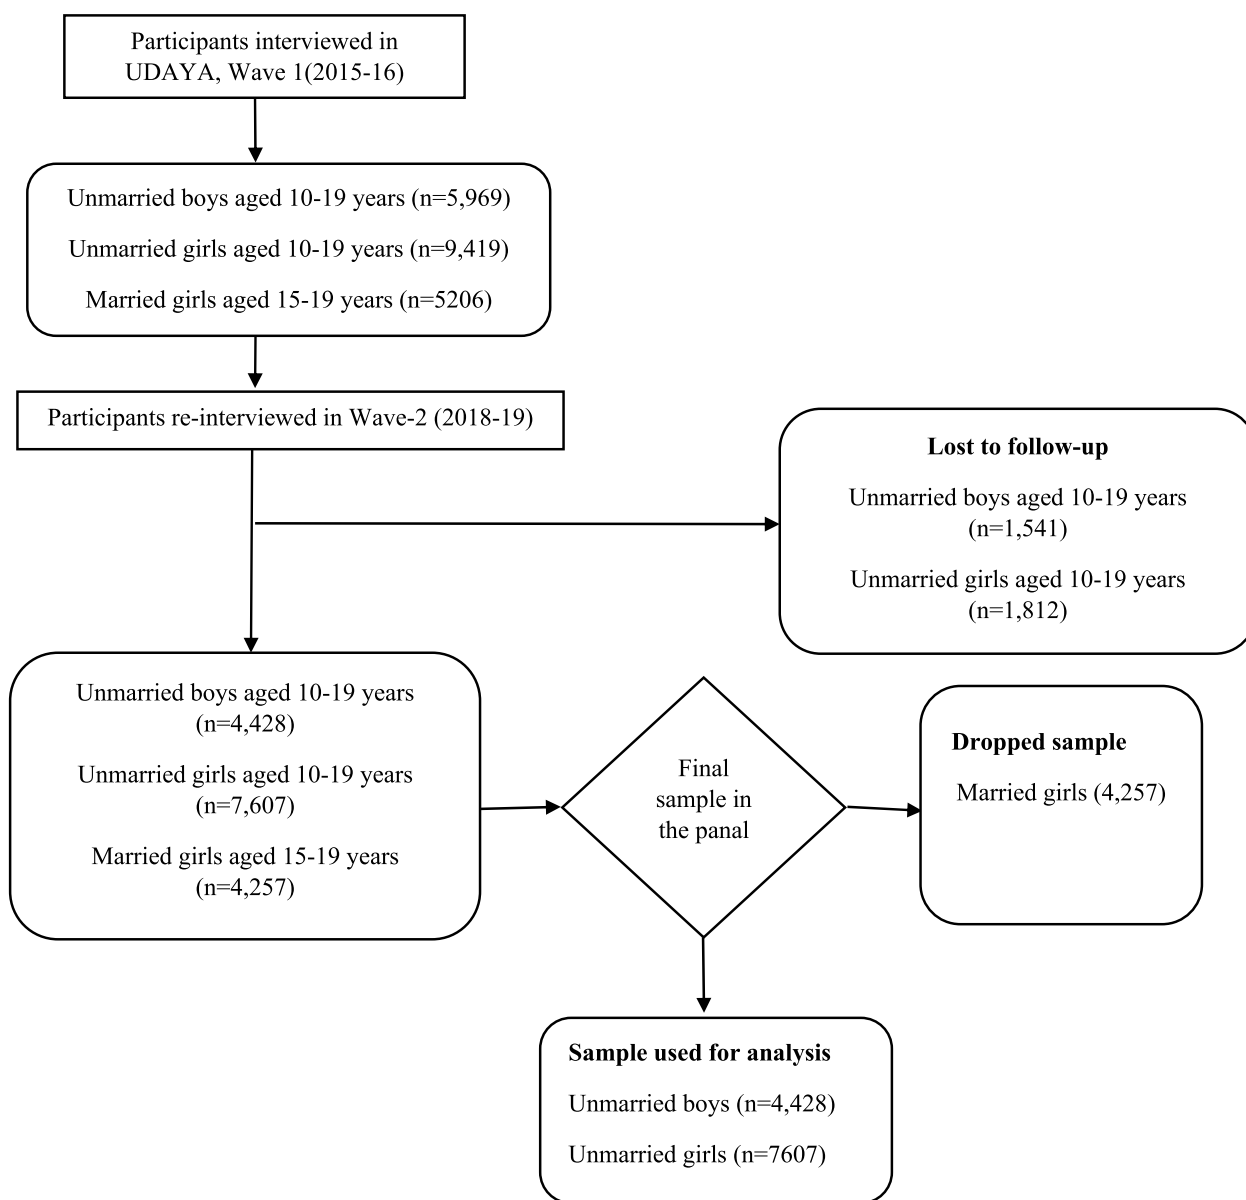 Participants interviewed in
UDAYA, Wave 1(2015-16)
Unmarried boys aged 10-19 years (n=5,969)
Unmarried girls aged 10-19 years (n=9,419)
Married girls aged 15-19 years (n=5206)
Participants re-interviewed in Wave-2 (2018-19)
Lost to follow-up
Unmarried boys aged 10-19 years
(n=1,541)
Unmarried girls aged 10-19 years
(n=1,812)
Unmarried boys aged 10-19 years
(n=4,428)
Unmarried girls aged 10-19 years
(n=7,607)
Married girls aged 15-19 years
(n=4,257)
Final
sample in
the panal
Dropped sample
Married girls (4,257)
Sample used for analysis
Unmarried boys (n=4,428)
Unmarried girls (n=7607)